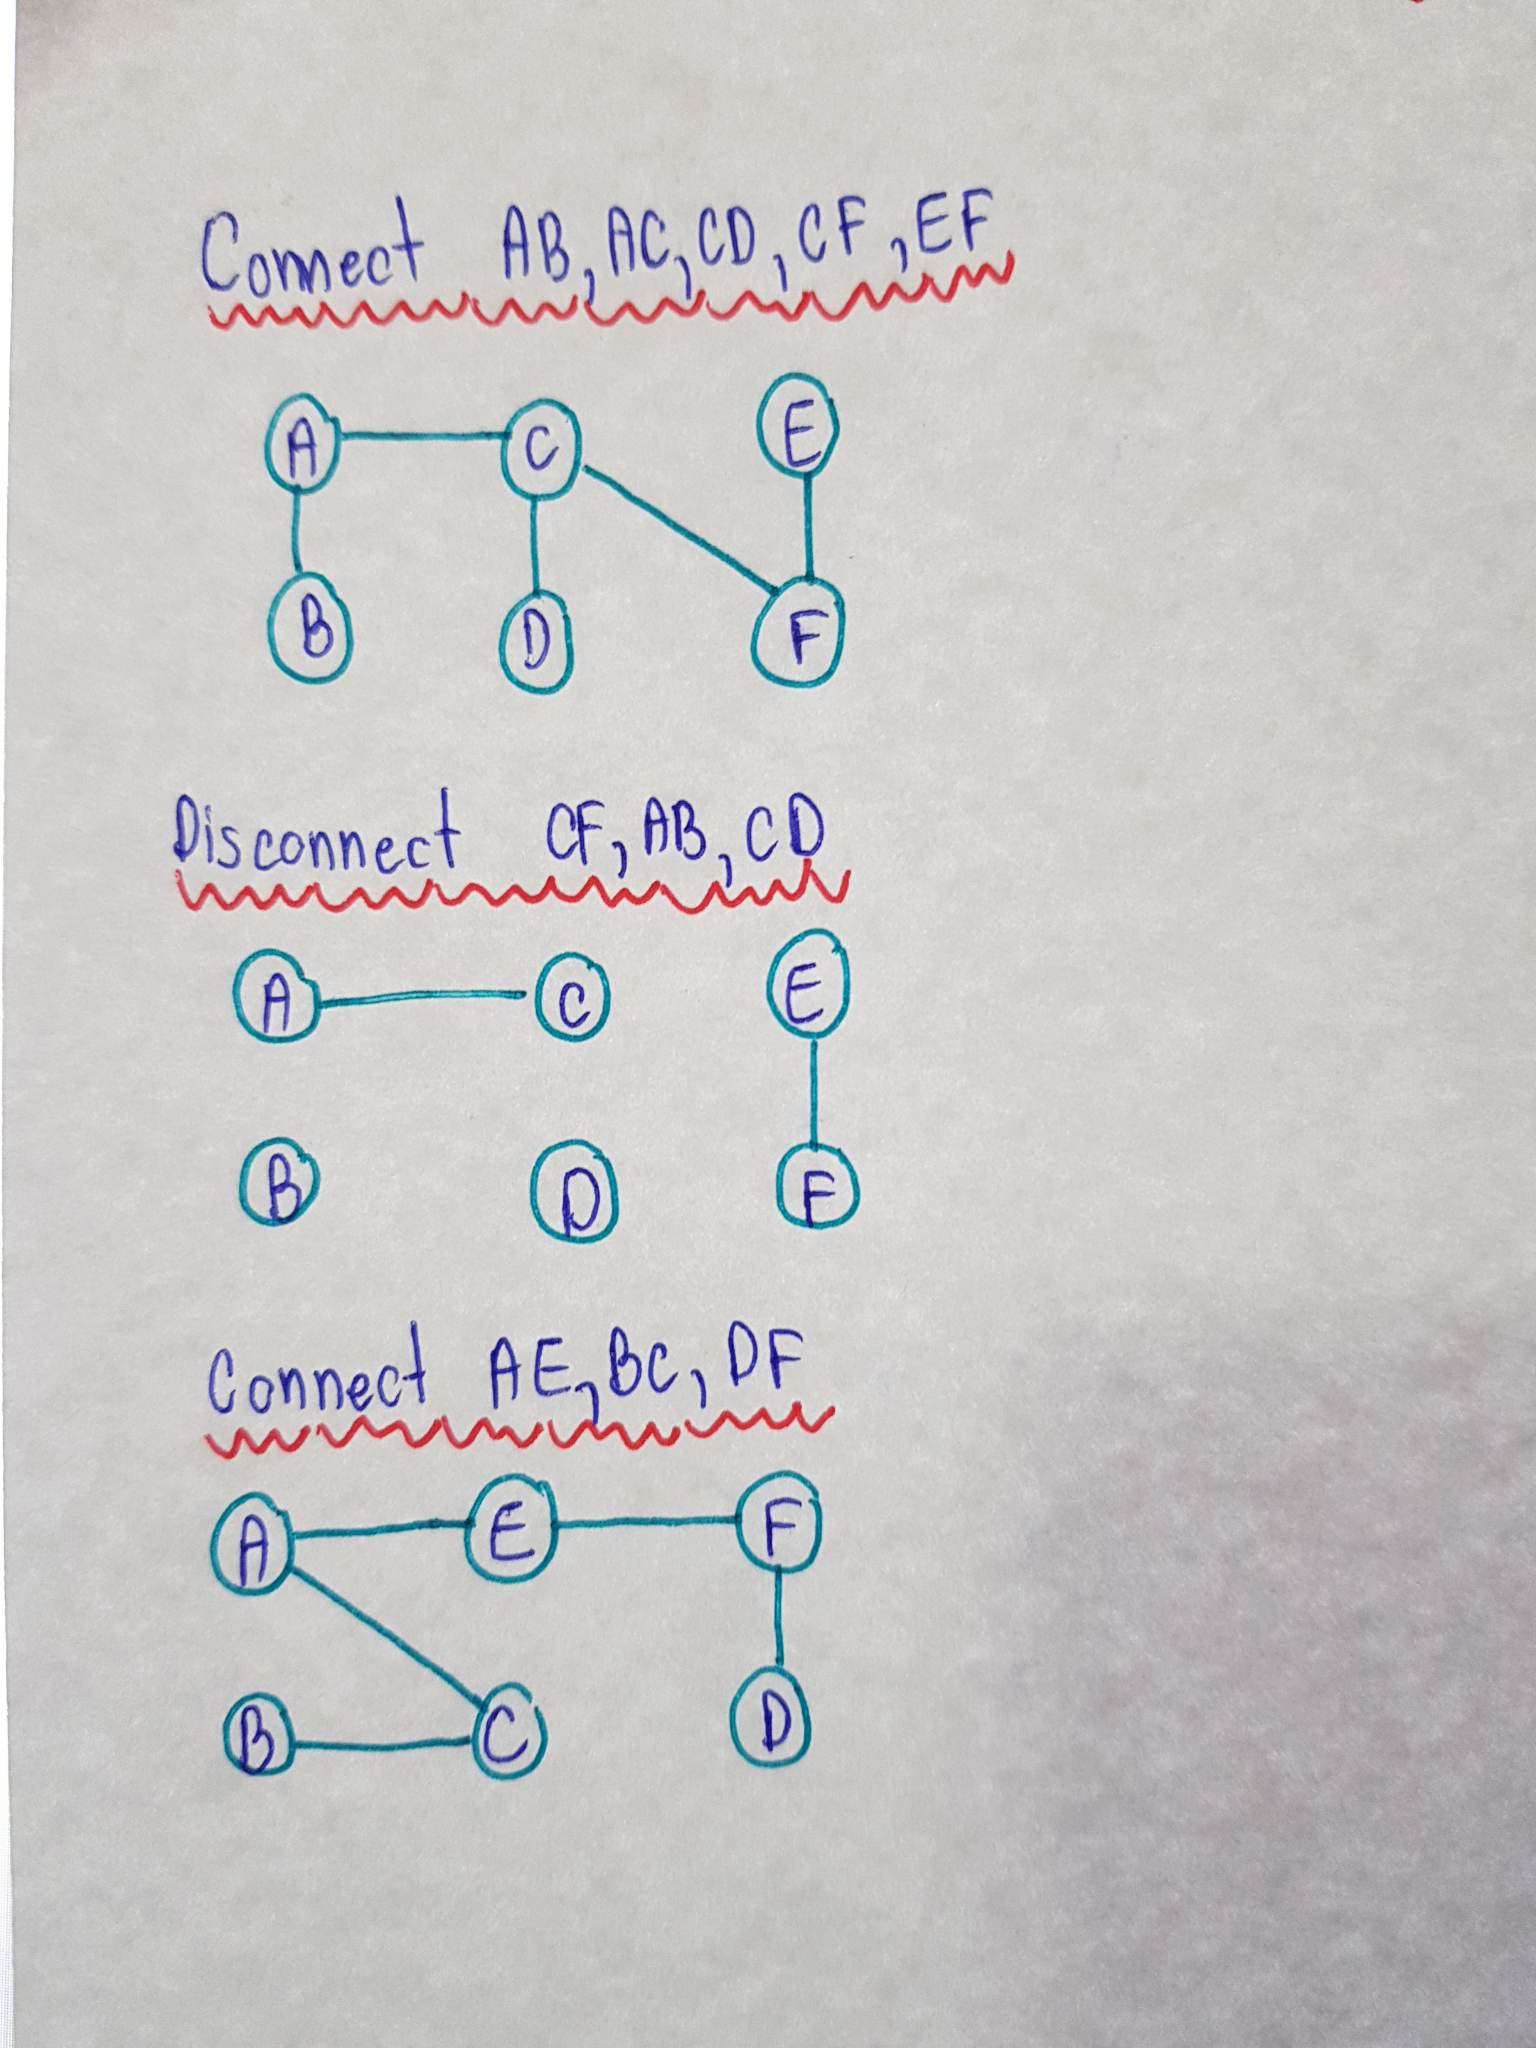 Connect AB, AC, CD, CF, EF
A C E
B D F
Disconnect CF, AB, CD
A C E
B D F
Connect AE, BC, DF
A E F
B C D